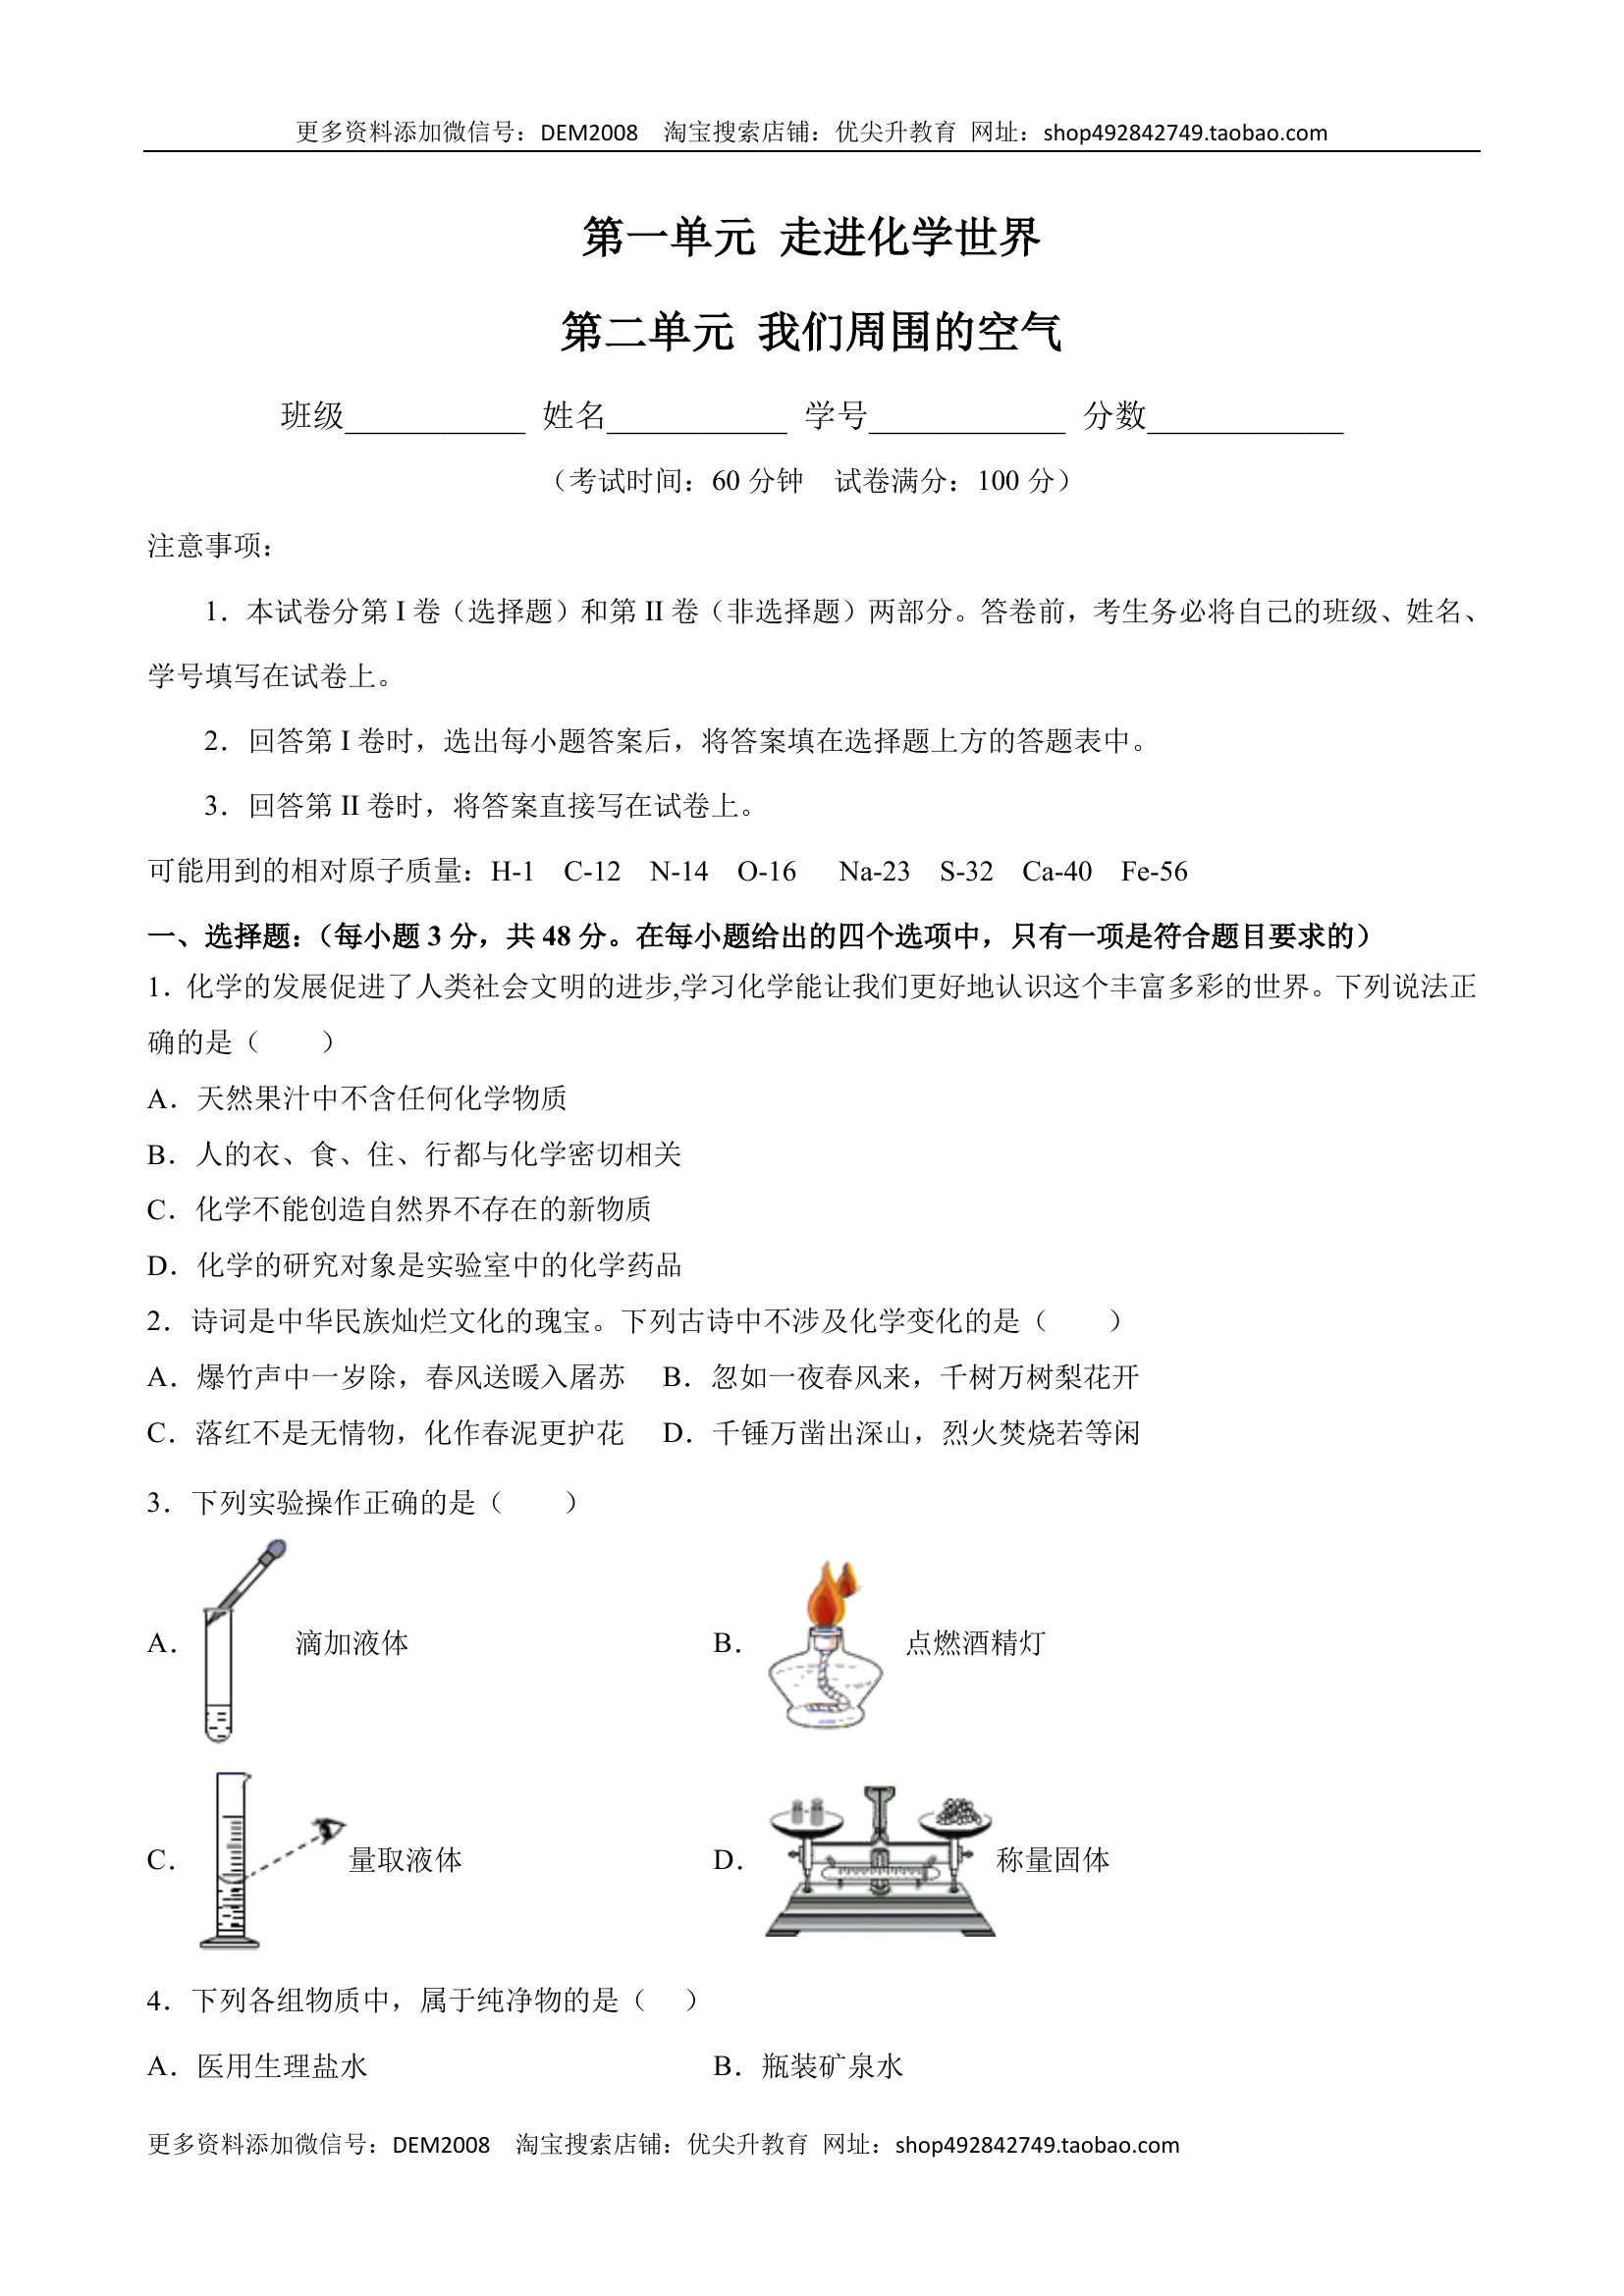 更多资料添加微信号：DEM2008 淘宝搜索店铺：优尖升教育 网址：shop492842749.taobao.com
第一单元 走进化学世界
第二单元 我们周围的空气
班级___________ 姓名___________ 学号____________ 分数____________
（考试时间：60 分钟 试卷满分：100 分）
注意事项：
1．本试卷分第 I 卷（选择题）和第 II 卷（非选择题）两部分。答卷前，考生务必将自己的班级、姓名、
学号填写在试卷上。
2．回答第 I 卷时，选出每小题答案后，将答案填在选择题上方的答题表中。
3．回答第 II 卷时，将答案直接写在试卷上。
可能用到的相对原子质量：H-1 C-12 N-14 O-16 Na-23 S-32 Ca-40 Fe-56
一、选择题：（每小题 3 分，共 48 分。在每小题给出的四个选项中，只有一项是符合题目要求的）
1．化学的发展促进了人类社会文明的进步,学习化学能让我们更好地认识这个丰富多彩的世界。下列说法正
确的是（ ）
A．天然果汁中不含任何化学物质
B．人的衣、食、住、行都与化学密切相关
C．化学不能创造自然界不存在的新物质
D．化学的研究对象是实验室中的化学药品
2．诗词是中华民族灿烂文化的瑰宝。下列古诗中不涉及化学变化的是（ ）
A．爆竹声中一岁除，春风送暖入屠苏 B．忽如一夜春风来，千树万树梨花开
C．落红不是无情物，化作春泥更护花 D．千锤万凿出深山，烈火焚烧若等闲
3．下列实验操作正确的是（ ）
A． 滴加液体 B． 点燃酒精灯
C． 量取液体 D． 称量固体
4．下列各组物质中，属于纯净物的是（ ）
A．医用生理盐水 B．瓶装矿泉水
更多资料添加微信号：DEM2008 淘宝搜索店铺：优尖升教育 网址：shop492842749.taobao.com